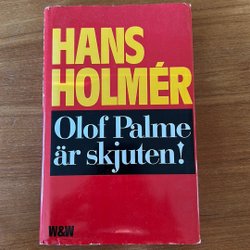 HANS
HOLMÉR
Olof Palme
är skjuten!
W&W